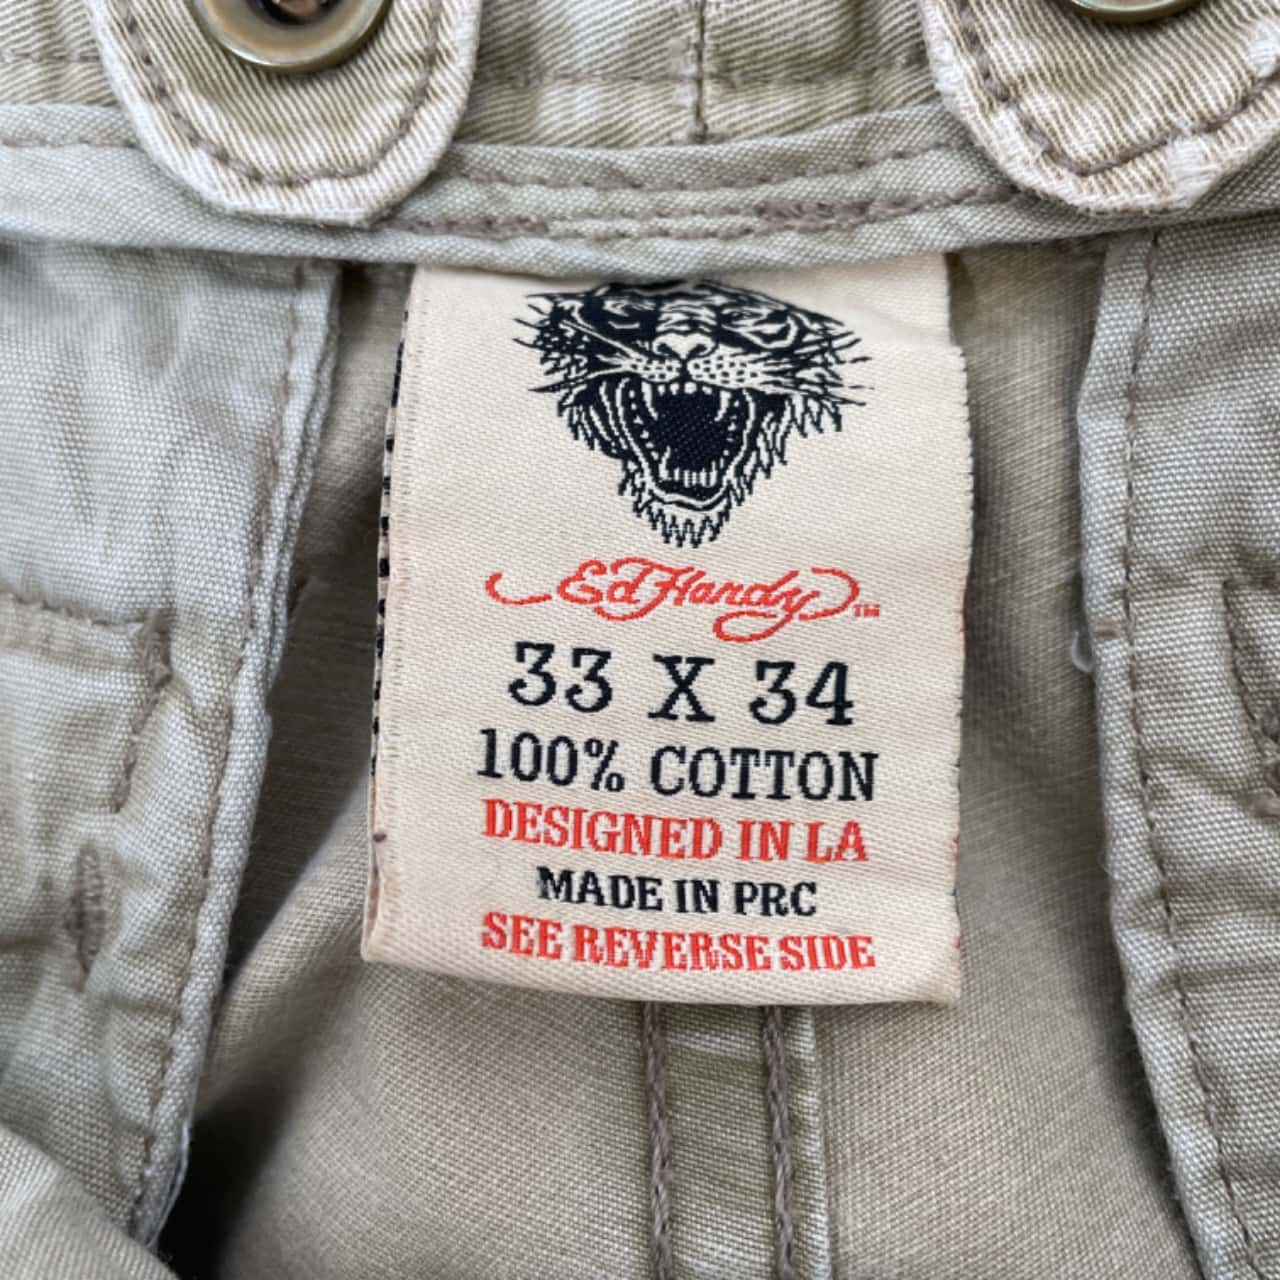 Ed Hardy™
33 X 34
100% COTTON
DESIGNED IN LA
MADE IN PRC
SEE REVERSE SIDE